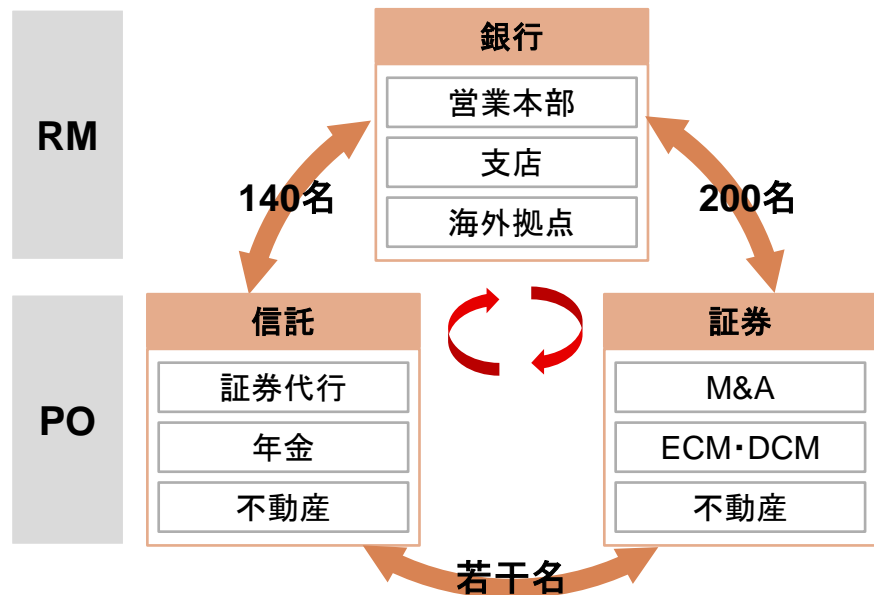 RM
銀行
営業本部
支店
海外拠点
140名
200名
PO
信託
証券代行
年金
不動産
証券
M&A
ECM・DCM
不動産
若干名